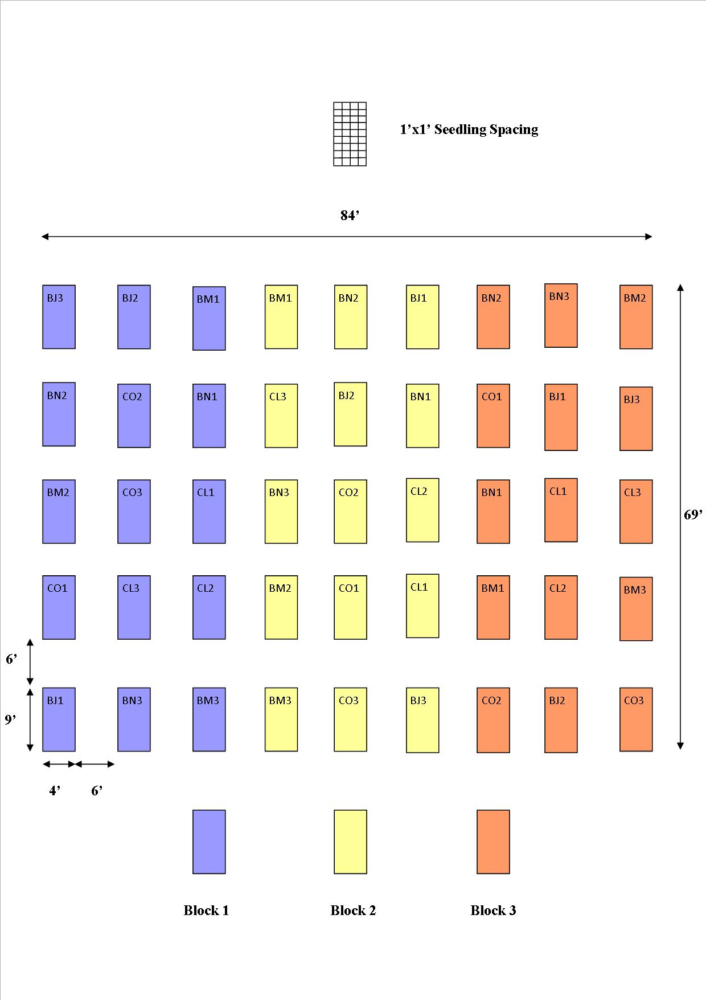 1’x1’ Seedling Spacing
84’
BJ3 BJ2 BM1 BM1 BN2 BJ1 BN2 BN3 BM2
BN2 CO2 BN1 CL3 BJ2 BN1 CO1 BJ1 BJ3
BM2 CO3 CL1 BN3 CO2 CL2 BN1 CL1 CL3
69’
CO1 CL3 CL2 BM2 CO1 CL1 BM1 CL2 BM3
6’
BJ1 BN3 BM3 BM3 CO3 BJ3 CO2 BJ2 CO3
9’
4’ 6’
Block 1 Block 2 Block 3